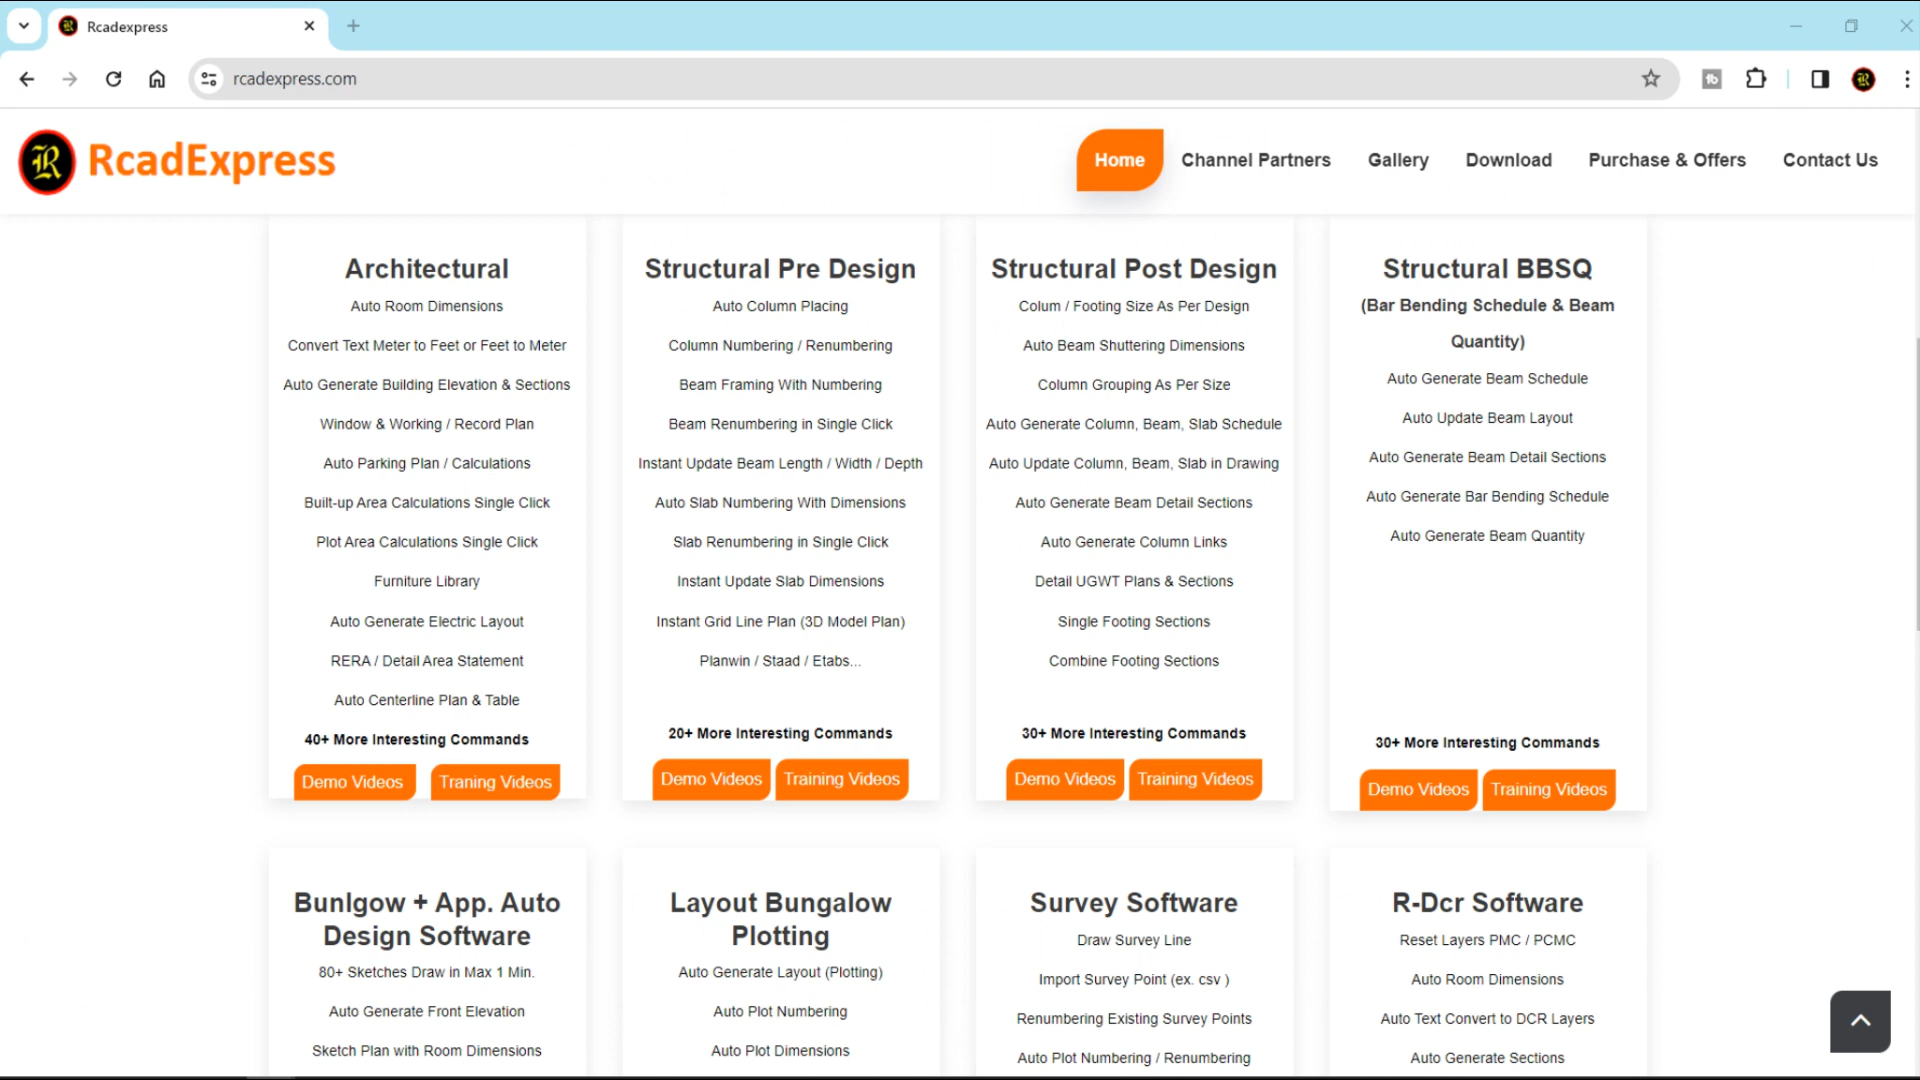 Rcadexpress
rcadexpress.com
RcadExpress
Home
Channel Partners
Gallery
Download
Purchase & Offers
Contact Us
Architectural
Auto Room Dimensions
Convert Text Meter to Feet or Feet to Meter
Auto Generate Building Elevation & Sections
Window & Working / Record Plan
Auto Parking Plan / Calculations
Built-up Area Calculations Single Click
Plot Area Calculations Single Click
Furniture Library
Auto Generate Electric Layout
RERA / Detail Area Statement
Auto Centerline Plan & Table
40+ More Interesting Commands
Demo Videos
Traning Videos
Structural Pre Design
Auto Column Placing
Column Numbering / Renumbering
Beam Framing With Numbering
Beam Renumbering in Single Click
Instant Update Beam Length / Width / Depth
Auto Slab Numbering With Dimensions
Slab Renumbering in Single Click
Instant Update Slab Dimensions
Instant Grid Line Plan (3D Model Plan)
Planwin / Staad / Etabs...
20+ More Interesting Commands
Demo Videos
Training Videos
Structural Post Design
Colum / Footing Size As Per Design
Auto Beam Shuttering Dimensions
Column Grouping As Per Size
Auto Generate Column, Beam, Slab Schedule
Auto Update Column, Beam, Slab in Drawing
Auto Generate Beam Detail Sections
Auto Generate Column Links
Detail UGWT Plans & Sections
Single Footing Sections
Combine Footing Sections
30+ More Interesting Commands
Demo Videos
Training Videos
Structural BBSQ
(Bar Bending Schedule & Beam
Quantity)
Auto Generate Beam Schedule
Auto Update Beam Layout
Auto Generate Beam Detail Sections
Auto Generate Bar Bending Schedule
Auto Generate Beam Quantity
30+ More Interesting Commands
Demo Videos
Training Videos
Bunlgow + App. Auto
Design Software
80+ Sketches Draw in Max 1 Min.
Auto Generate Front Elevation
Sketch Plan with Room Dimensions
Layout Bungalow
Plotting
Auto Generate Layout (Plotting)
Auto Plot Numbering
Auto Plot Dimensions
Survey Software
Draw Survey Line
Import Survey Point (ex. csv )
Renumbering Existing Survey Points
Auto Plot Numbering / Renumbering
R-Dcr Software
Reset Layers PMC / PCMC
Auto Room Dimensions
Auto Text Convert to DCR Layers
Auto Generate Sections